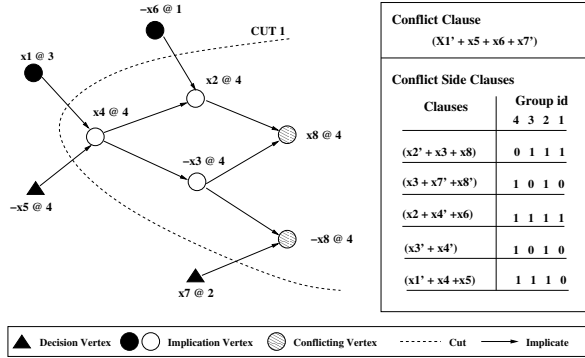 −x6 @ 1
CUT 1
x1@ 3
x2 @ 4
x4 @ 4
x8 @ 4
−x3 @ 4
−x5 @ 4
−x8 @ 4
x7 @ 2
Conflict Clause
(X1' + x5 + x6 + x7')
Conflict Side Clauses
Clauses Group id
4 3 2 1
(x2' + x3 + x8) 0 1 1 1
(x3 + x7' +x8') 1 0 1 0
(x2 + x4' +x6) 1 1 1 1
(x3' + x4') 1 0 1 0
(x1' + x4 +x5) 1 1 1 0
Decision Vertex Implication Vertex Conflicting Vertex Cut Implicate